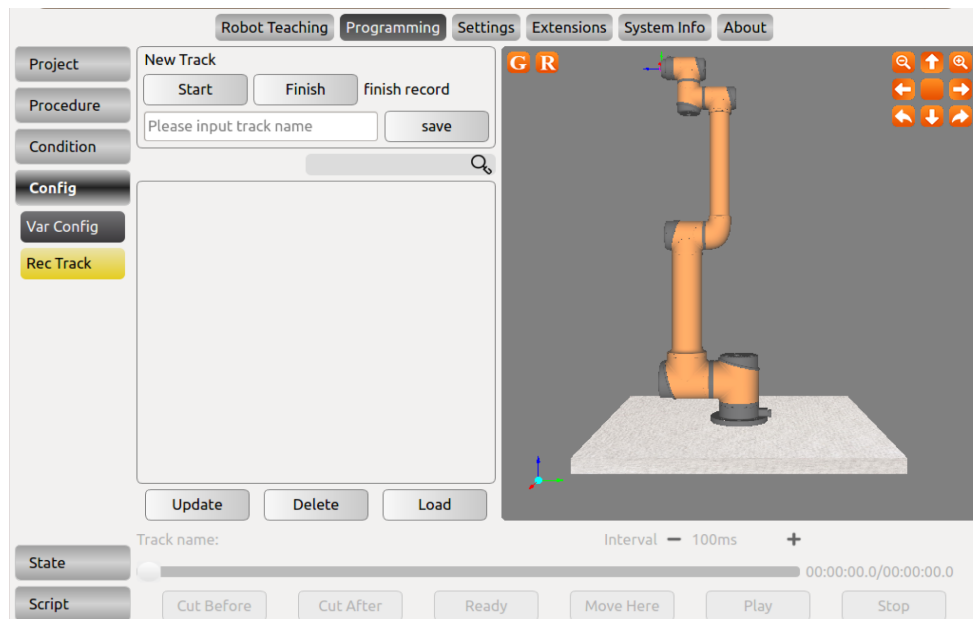 Robot Teaching Programming Settings Extensions System Info About
Project
Procedure
Condition
Config
Var Config
Rec Track
State
Script
New Track
Start Finish finish record
Please input track name save
Update Delete Load
G R
Track name: Interval 100ms
00:00:00.0/00:00:00.0
Cut Before Cut After Ready Move Here Play Stop